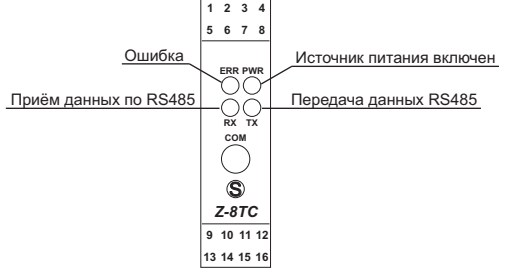 1 2 3 4
5 6 7 8
Ошибка
Источник питания включен
ERR PWR
Приём данных по RS485
Передача данных RS485
RX TX
COM
S
Z-8TC
9 10 11 12
13 14 15 16